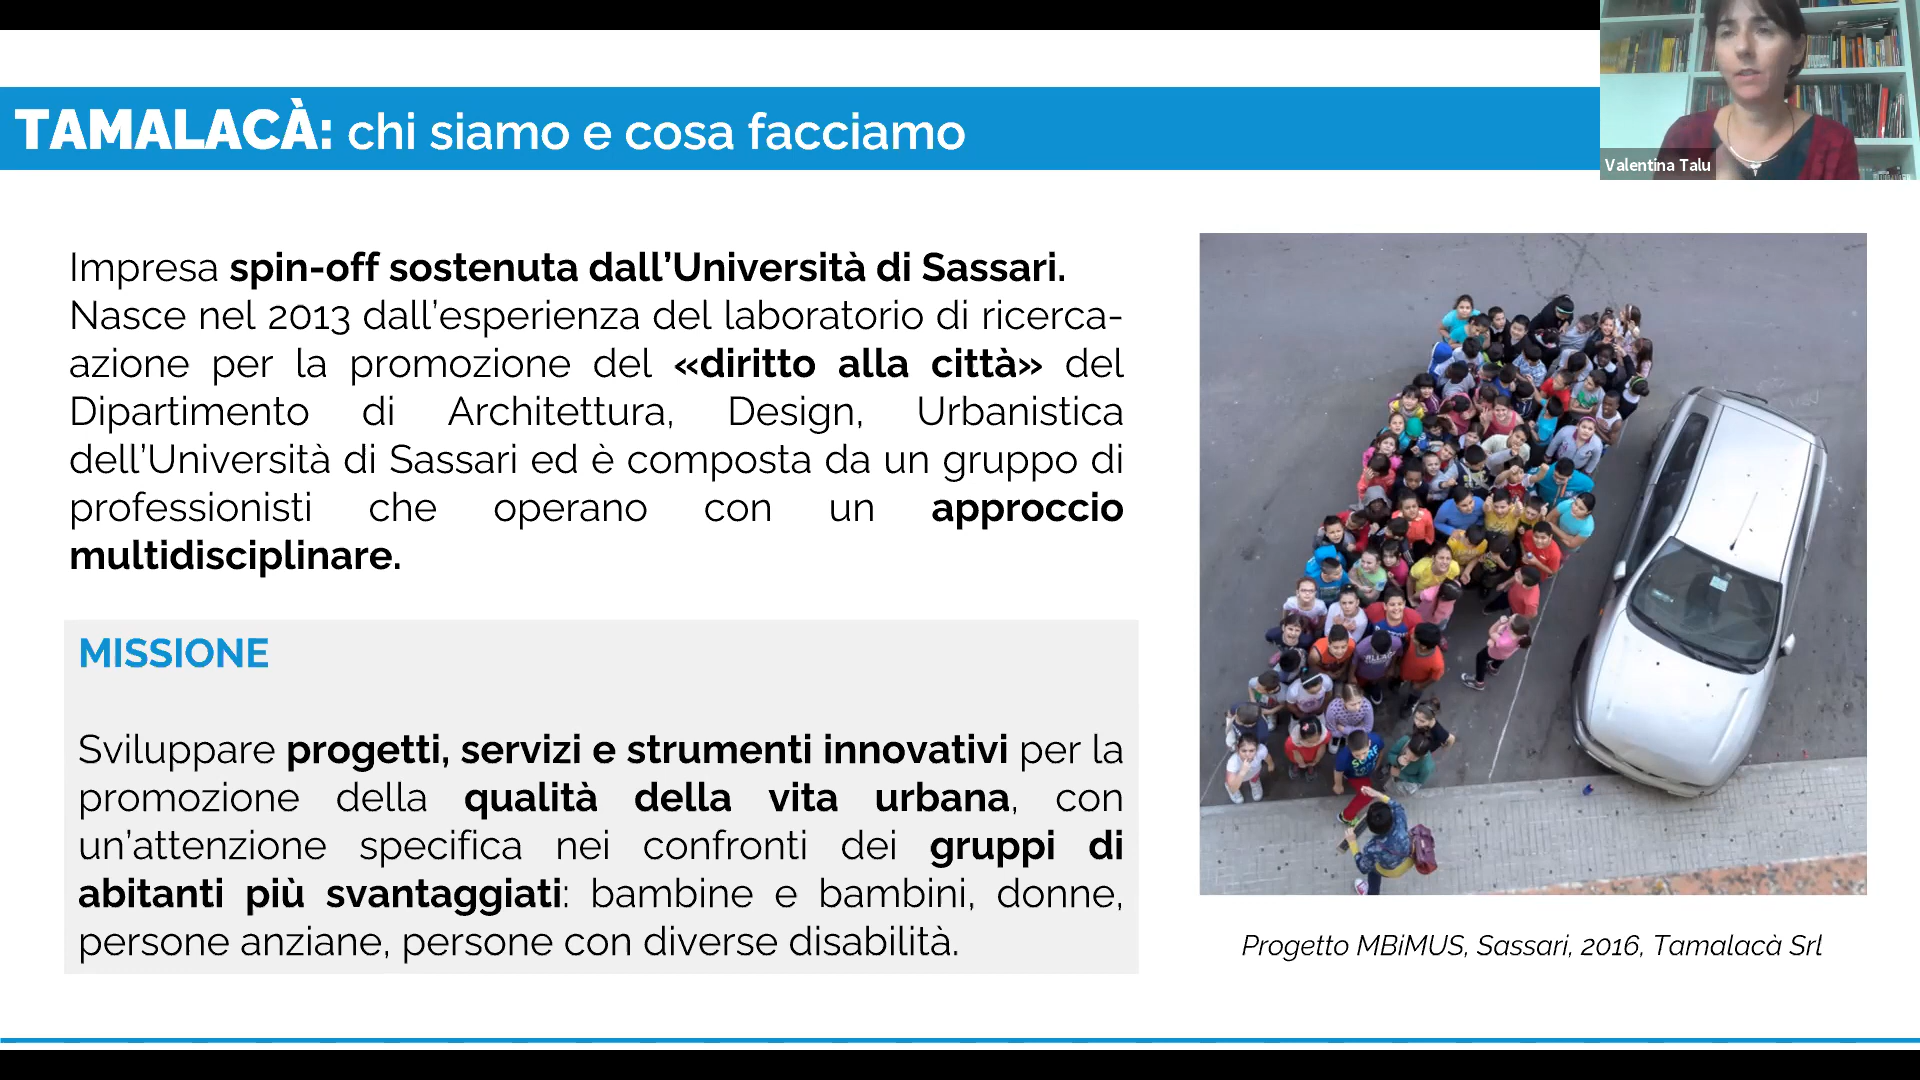 TAMALACÀ: chi siamo e cosa facciamo
Valentina Talu
Impresa spin-off sostenuta dall’Università di Sassari.
Nasce nel 2013 dall’esperienza del laboratorio di ricerca-
azione per la promozione del «diritto alla città» del
Dipartimento di Architettura, Design, Urbanistica
dell’Università di Sassari ed è composta da un gruppo di
professionisti che operano con un approccio
multidisciplinare.
MISSIONE
Sviluppare progetti, servizi e strumenti innovativi per la
promozione della qualità della vita urbana, con
un’attenzione specifica nei confronti dei gruppi di
abitanti più svantaggiati: bambine e bambini, donne,
persone anziane, persone con diverse disabilità.
Progetto MBiMUS, Sassari, 2016, Tamalacà Srl